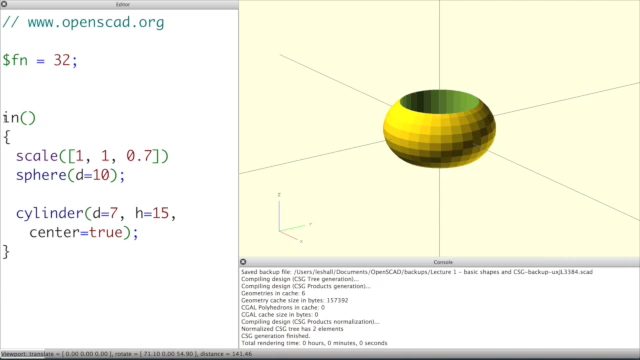 Editor
// www.openscad.org
$fn = 32;
in()
{
scale([1, 1, 0.7])
sphere(d=10);
cylinder(d=7, h=15,
center=true);
}
Console
Saved backup file: /Users/leshall/Documents/OpenSCAD/backups/Lecture 1 - basic shapes and CSG-backup-uxJL3384.scad
Compiling design (CSG Tree generation)...
Compiling design (CSG Products generation)...
Geometries in cache: 6
Geometry cache size in bytes: 157392
CGAL Polyhedrons in cache: 0
CGAL cache size in bytes: 0
Compiling design (CSG Products normalization)...
Normalized CSG tree has 2 elements
CSG generation finished.
Total rendering time: 0 hours, 0 minutes, 0 seconds
Viewport: translate = [ 0.00 0.00 0.00 ], rotate = [ 71.10 0.00 54.90 ], distance = 141.46